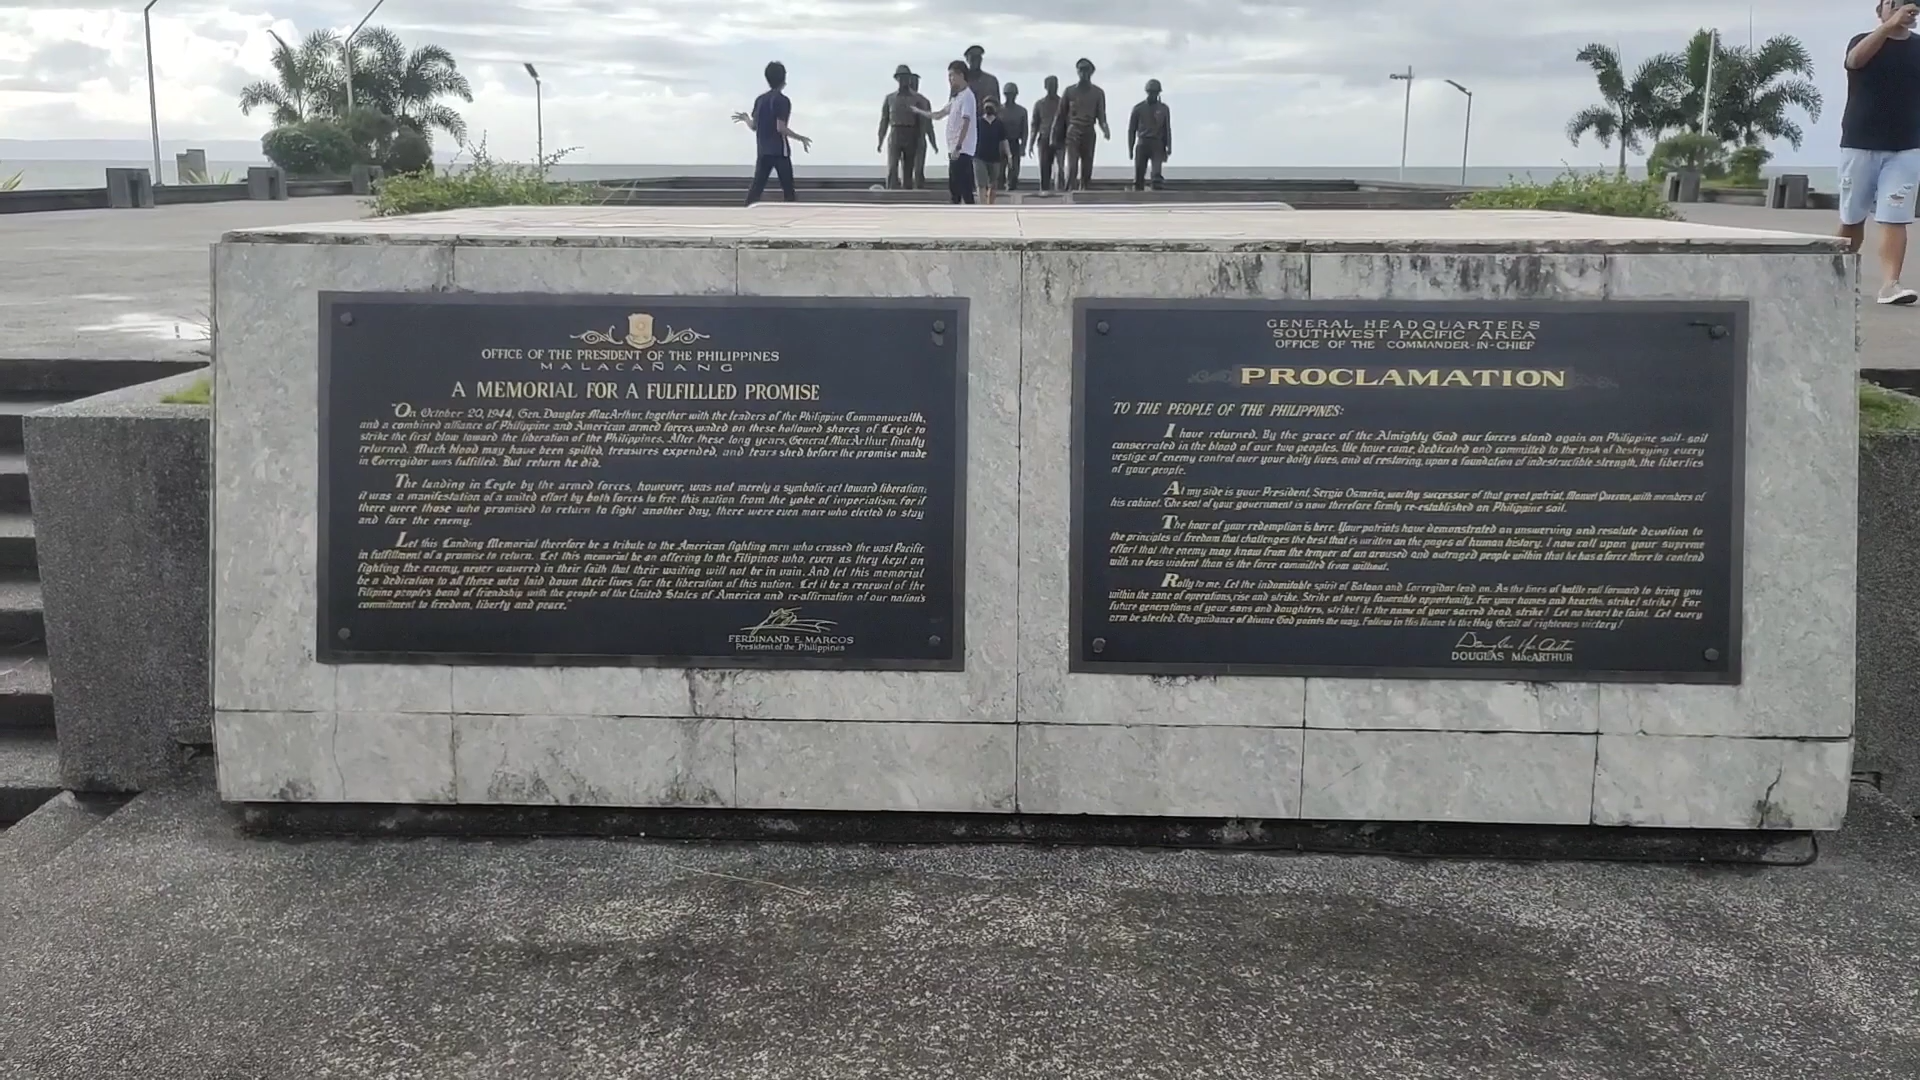 OFFICE OF THE PRESIDENT OF THE PHILIPPINES
MALACAÑANG
A MEMORIAL FOR A FULFILLLED PROMISE
"On October 20, 1944, Gen. Douglas MacArthur, together with the leaders of the Philippine Commonwealth,
and a combined alliance of Philippine and American armed forces, waded on these hallowed shores of Leyte to
strike the first blow toward the liberation of the Philippines. After these long years, General MacArthur finally
returned. Much blood may have been spilled, treasures expended, and tears shed before the promise made
in Corregidor was fulfilled. But return he did.
The landing in Leyte by the armed forces, however, was not merely a symbolic act toward liberation;
it was a manifestation of a united effort by both forces to free this nation from the yoke of imperialism, for if
there were those who promised to return to fight another day, there were even more who elected to stay
and face the enemy.
Let this Landing Memorial therefore be a tribute to the American fighting men who crossed the vast Pacific
in fulfillment of a promise to return. Let this memorial be an offering to the Filipinos who, even as they kept on
fighting the enemy, never wavered in their faith that their waiting will not be in vain. And let this memorial
be a dedication to all those who laid down their lives for the liberation of this nation. Let it be a renewal of the
Filipino people's bond of friendship with the people of the United States of America and re-affirmation of our nation's
commitment to freedom, liberty and peace."
FERDINAND E. MARCOS
President of the Philippines
GENERAL HEADQUARTERS
SOUTHWEST PACIFIC AREA
OFFICE OF THE COMMANDER-IN-CHIEF
PROCLAMATION
TO THE PEOPLE OF THE PHILIPPINES:
I have returned. By the grace of the Almighty God our forces stand again on Philippine soil-soil
consecrated in the blood of our two peoples. We have come, dedicated and committed to the task of destroying every
vestige of enemy control over your daily lives, and of restoring, upon a foundation of indestructible strength, the liberties
of your people.
At my side is your President, Sergio Osmeña, worthy successor of that great patriot, Manuel Quezon, with members of
his cabinet. The seat of your government is now therefore firmly re-established on Philippine soil.
The hour of your redemption is here. Your patriots have demonstrated an unswerving and resolute devotion to
the principles of freedom that challenges the best that is written on the pages of human history. I now call upon your supreme
effort that the enemy may know from the temper of an aroused and outraged people within that he has a force there to contend
with no less violent than is the force committed from without.
Rally to me. Let the indomitable spirit of Bataan and Corregidor lead on. As the lines of battle roll forward to bring you
within the zone of operations, rise and strike. Strike at every favorable opportunity. For your homes and hearths, strike! strike! For
future generations of your sons and daughters, strike! In the name of your sacred dead, strike! Let no heart be faint. Let every
arm be steeled. The guidance of divine God points the way. Follow in His Name to the Holy Grail of righteous victory!
Douglas MacArthur
DOUGLAS MacARTHUR